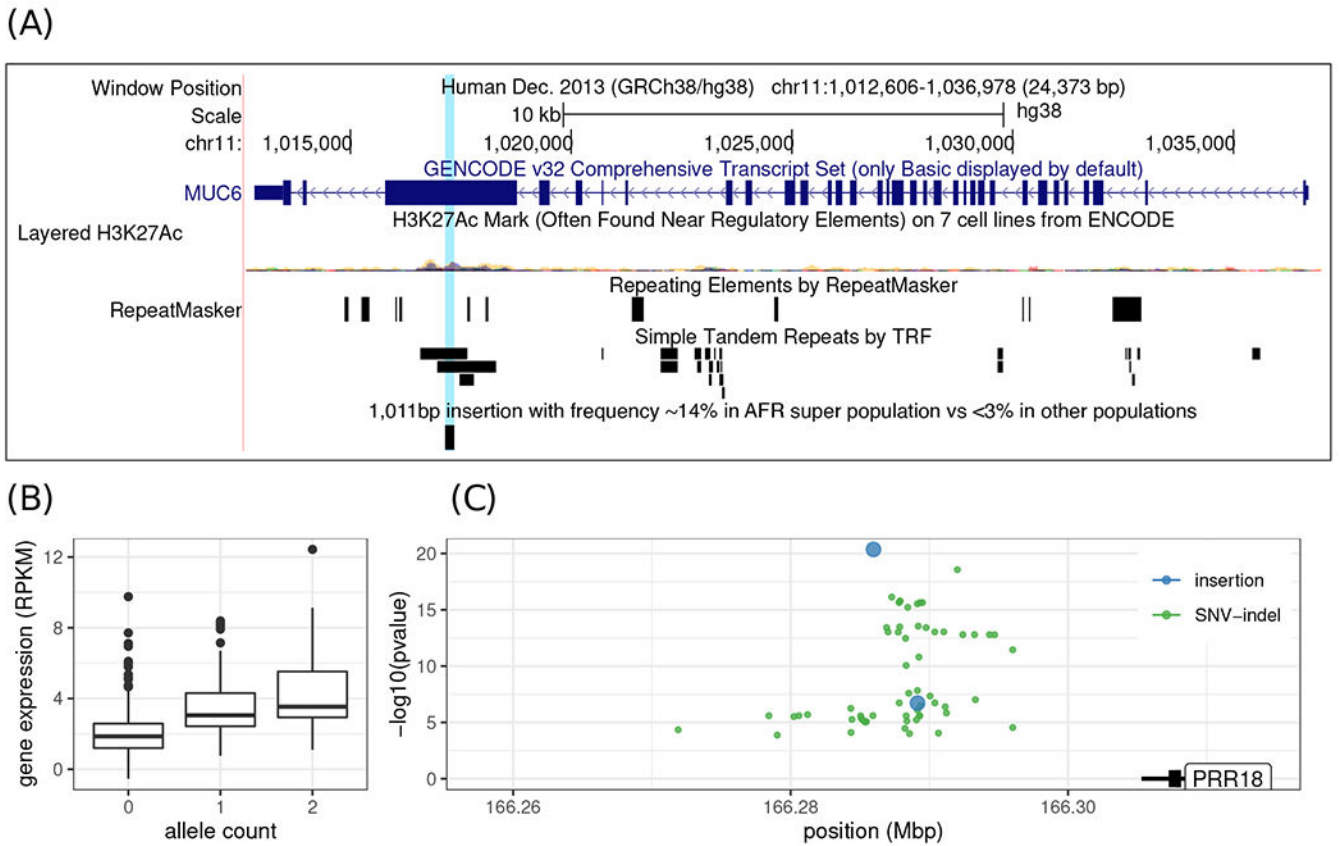 (A)
Window Position Human Dec. 2013 (GRCh38/hg38) chr11:1,012,606-1,036,978 (24,373 bp)
Scale 10 kb hg38
chr11: 1,015,000 1,020,000 1,025,000 1,030,000 1,035,000
GENCODE v32 Comprehensive Transcript Set (only Basic displayed by default)
MUC6
H3K27Ac Mark (Often Found Near Regulatory Elements) on 7 cell lines from ENCODE
Layered H3K27Ac
Repeating Elements by RepeatMasker
RepeatMasker
Simple Tandem Repeats by TRF
1,011bp insertion with frequency ~14% in AFR super population vs <3% in other populations
(B)
gene expression (RPKM)
12
8
4
0
0 1 2
allele count
(C)
-log10(pvalue)
20
15
10
5
0
insertion
SNV-indel
PRR18
166.26 166.28 166.30
position (Mbp)